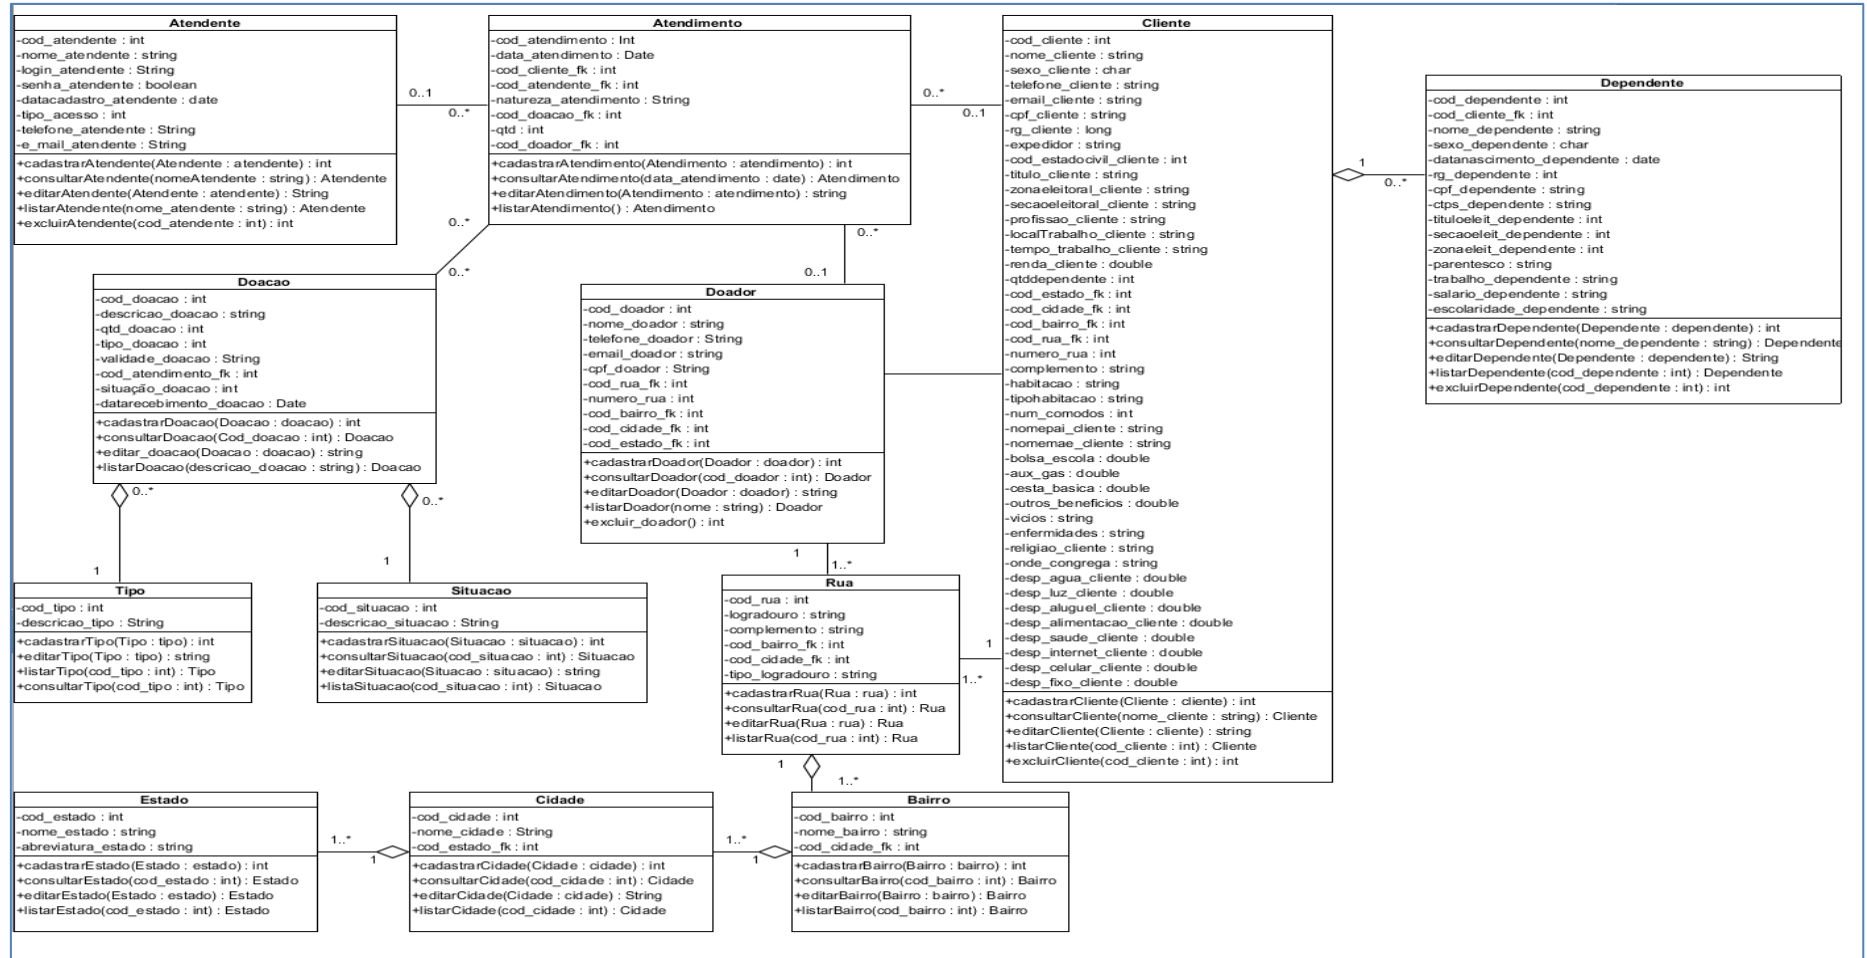 Atendente
-cod_atendente : int
-nome_atendente : string
-login_atendente : String
-senha_atendente : boolean
-datacadastro_atendente : date
-tipo_acesso : int
-telefone_atendente : String
-e_mail_atendente : String
+cadastrarAtendente(Atendente : atendente) : int
+consultarAtendente(nomeAtendente : string) : Atendente
+editarAtendente(Atendente : atendente) : String
+listarAtendente(nome_atendente : string) : Atendente
+excluirAtendente(cod_atendente : int) : int
0..1
0..*
Atendimento
-cod_atendimento : Int
-data_atendimento : Date
-cod_cliente_fk : int
-cod_atendente_fk : int
-natureza_atendimento : String
-cod_doacao_fk : int
-qtd : int
-cod_doador_fk : int
+cadastrarAtendimento(Atendimento : atendimento) : int
+consultarAtendimento(data_atendimento : date) : Atendimento
+editarAtendimento(Atendimento : atendimento) : string
+listarAtendimento() : Atendimento
0..*
0..1
0..*
0..*
0..*
0..1
Cliente
-cod_cliente : int
-nome_cliente : string
-sexo_cliente : char
-telefone_cliente : string
-email_cliente : string
-cpf_cliente : string
-rg_cliente : long
-expedidor : string
-cod_estadocivil_cliente : int
-titulo_cliente : string
-zonaeleitoral_cliente : string
-secaoeleitoral_cliente : string
-profissao_cliente : string
-localTrabalho_cliente : string
-tempo_trabalho_cliente : string
-renda_cliente : double
-qtddependente : int
-cod_estado_fk : int
-cod_cidade_fk : int
-cod_bairro_fk : int
-cod_rua_fk : int
-numero_rua : int
-complemento : string
-habitacao : string
-tipohabitacao : string
-num_comodos : int
-nomepai_cliente : string
-nomemae_cliente : string
-bolsa_escola : double
-aux_gas : double
-cesta_basica : double
-outros_beneficios : double
-vicios : string
-enfermidades : string
-religiao_cliente : string
-onde_congrega : string
-desp_agua_cliente : double
-desp_luz_cliente : double
-desp_aluguel_cliente : double
-desp_alimentacao_cliente : double
-desp_saude_cliente : double
-desp_internet_cliente : double
-desp_celular_cliente : double
-desp_fixo_cliente : double
+cadastrarCliente(Cliente : cliente) : int
+consultarCliente(nome_cliente : string) : Cliente
+editarCliente(Cliente : cliente) : string
+listarCliente(cod_cliente : int) : Cliente
+excluirCliente(cod_cliente : int) : int
1
0..*
Dependente
-cod_dependente : int
-cod_cliente_fk : int
-nome_dependente : string
-sexo_dependente : char
-datanascimento_dependente : date
-rg_dependente : int
-cpf_dependente : string
-ctps_dependente : string
-tituloeleit_dependente : int
-secaoeleit_dependente : int
-zonaeleit_dependente : int
-parentesco : string
-trabalho_dependente : string
-salario_dependente : string
-escolaridade_dependente : string
+cadastrarDependente(Dependente : dependente) : int
+consultarDependente(nome_dependente : string) : Dependente
+editarDependente(Dependente : dependente) : String
+listarDependente(cod_dependente : int) : Dependente
+excluirDependente(cod_dependente : int) : int
Doacao
-cod_doacao : int
-descricao_doacao : string
-qtd_doacao : int
-tipo_doacao : int
-validade_doacao : String
-cod_atendimento_fk : int
-situação_doacao : int
-datarecebimento_doacao : Date
+cadastrarDoacao(Doacao : doacao) : int
+consultarDoacao(Cod_doacao : int) : Doacao
+editar_doacao(Doacao : doacao) : string
+listarDoacao(descricao_doacao : string) : Doacao
0..*
0..*
1
1
Doador
-cod_doador : int
-nome_doador : string
-telefone_doador : String
-email_doador : string
-cpf_doador : String
-cod_rua_fk : int
-numero_rua : int
-cod_bairro_fk : int
-cod_cidade_fk : int
-cod_estado_fk : int
+cadastrarDoador(Doador : doador) : int
+consultarDoador(cod_doador : int) : Doador
+editarDoador(Doador : doador) : string
+listarDoador(nome : string) : Doador
+excluir_doador() : int
1
1..*
Tipo
-cod_tipo : int
-descricao_tipo : String
+cadastrarTipo(Tipo : tipo) : int
+editarTipo(Tipo : tipo) : string
+listarTipo(cod_tipo : int) : Tipo
+consultarTipo(cod_tipo : int) : Tipo
Situacao
-cod_situacao : int
-descricao_situacao : String
+cadastrarSituacao(Situacao : situacao) : int
+consultarSituacao(cod_situacao : int) : Situacao
+editarSituacao(Situacao : situacao) : string
+listaSituacao(cod_situacao : int) : Situacao
Rua
-cod_rua : int
-logradouro : string
-complemento : string
-cod_bairro_fk : int
-cod_cidade_fk : int
-tipo_logradouro : string
+cadastrarRua(Rua : rua) : int
+consultarRua(cod_rua : int) : Rua
+editarRua(Rua : rua) : Rua
+listarRua(cod_rua : int) : Rua
1
1..*
1
1..*
Estado
-cod_estado : int
-nome_estado : string
-abreviatura_estado : string
+cadastrarEstado(Estado : estado) : int
+consultarEstado(cod_estado : int) : Estado
+editarEstado(Estado : estado) : Estado
+listarEstado(cod_estado : int) : Estado
1..*
1
Cidade
-cod_cidade : int
-nome_cidade : String
-cod_estado_fk : int
+cadastrarCidade(Cidade : cidade) : int
+consultarCidade(cod_cidade : int) : Cidade
+editarCidade(Cidade : cidade) : String
+listarCidade(cod_cidade : int) : Cidade
1..*
1
Bairro
-cod_bairro : int
-nome_bairro : string
-cod_cidade_fk : int
+cadastrarBairro(Bairro : bairro) : int
+consultarBairro(cod_bairro : int) : Bairro
+editarBairro(Bairro : bairro) : Bairro
+listarBairro(cod_bairro : int) : Bairro